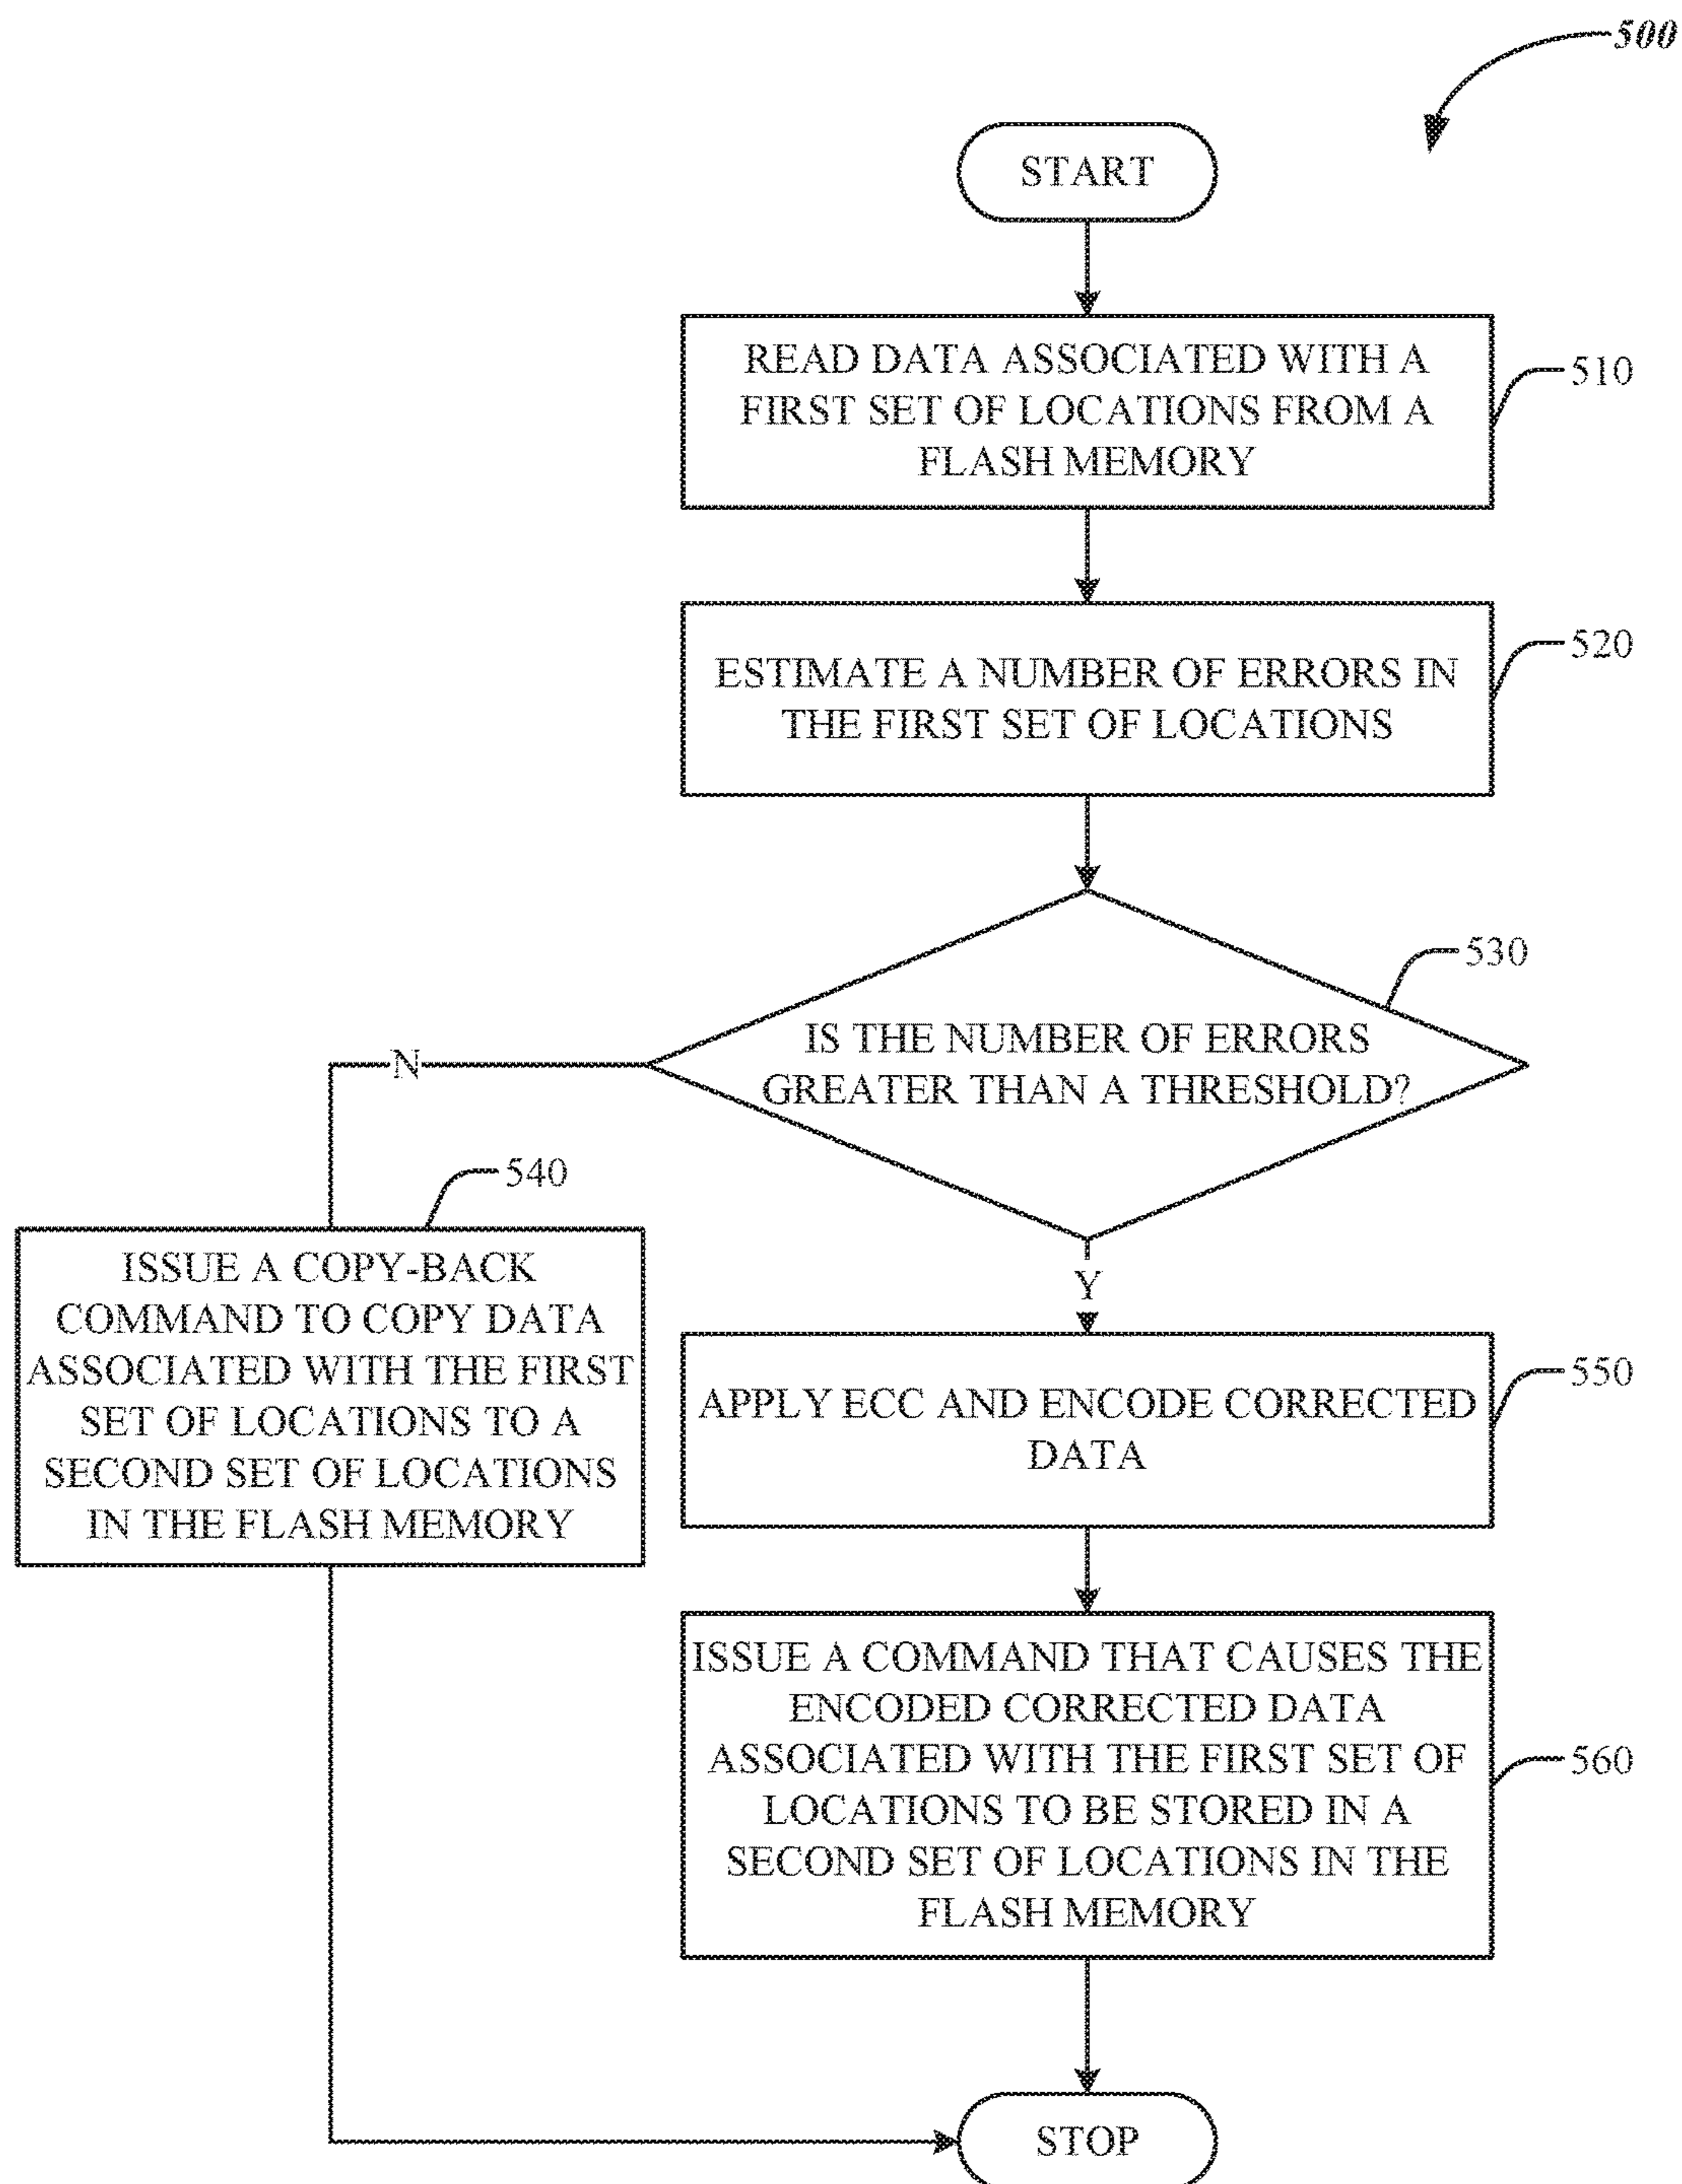 500
START
READ DATA ASSOCIATED WITH A
FIRST SET OF LOCATIONS FROM A
FLASH MEMORY
510
ESTIMATE A NUMBER OF ERRORS IN
THE FIRST SET OF LOCATIONS
520
530
IS THE NUMBER OF ERRORS
GREATER THAN A THRESHOLD?
N
540
ISSUE A COPY-BACK
COMMAND TO COPY DATA
ASSOCIATED WITH THE FIRST
SET OF LOCATIONS TO A
SECOND SET OF LOCATIONS
IN THE FLASH MEMORY
Y
APPLY ECC AND ENCODE CORRECTED
DATA
550
ISSUE A COMMAND THAT CAUSES THE
ENCODED CORRECTED DATA
ASSOCIATED WITH THE FIRST SET OF
LOCATIONS TO BE STORED IN A
SECOND SET OF LOCATIONS IN THE
FLASH MEMORY
560
STOP